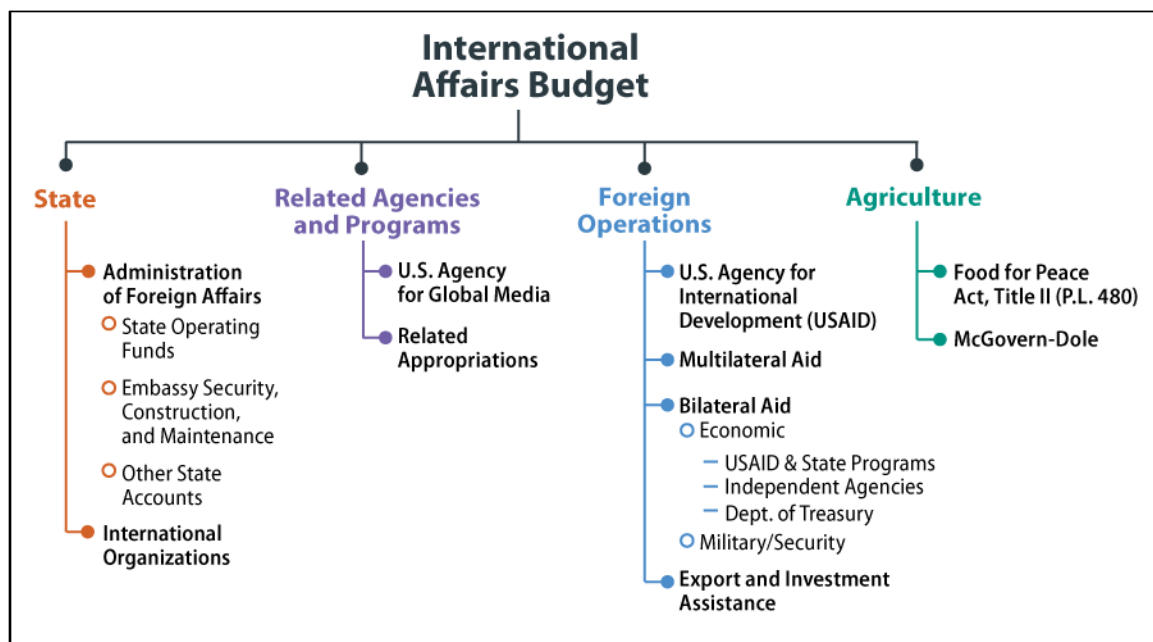 International
Affairs Budget
State
Administration
of Foreign Affairs
State Operating
Funds
Embassy Security,
Construction,
and Maintenance
Other State
Accounts
International
Organizations
Related Agencies
and Programs
U.S. Agency
for Global Media
Related
Appropriations
Foreign
Operations
U.S. Agency for
International
Development (USAID)
Multilateral Aid
Bilateral Aid
Economic
USAID & State Programs
Independent Agencies
Dept. of Treasury
Military/Security
Export and Investment
Assistance
Agriculture
Food for Peace
Act, Title II (P.L. 480)
McGovern-Dole